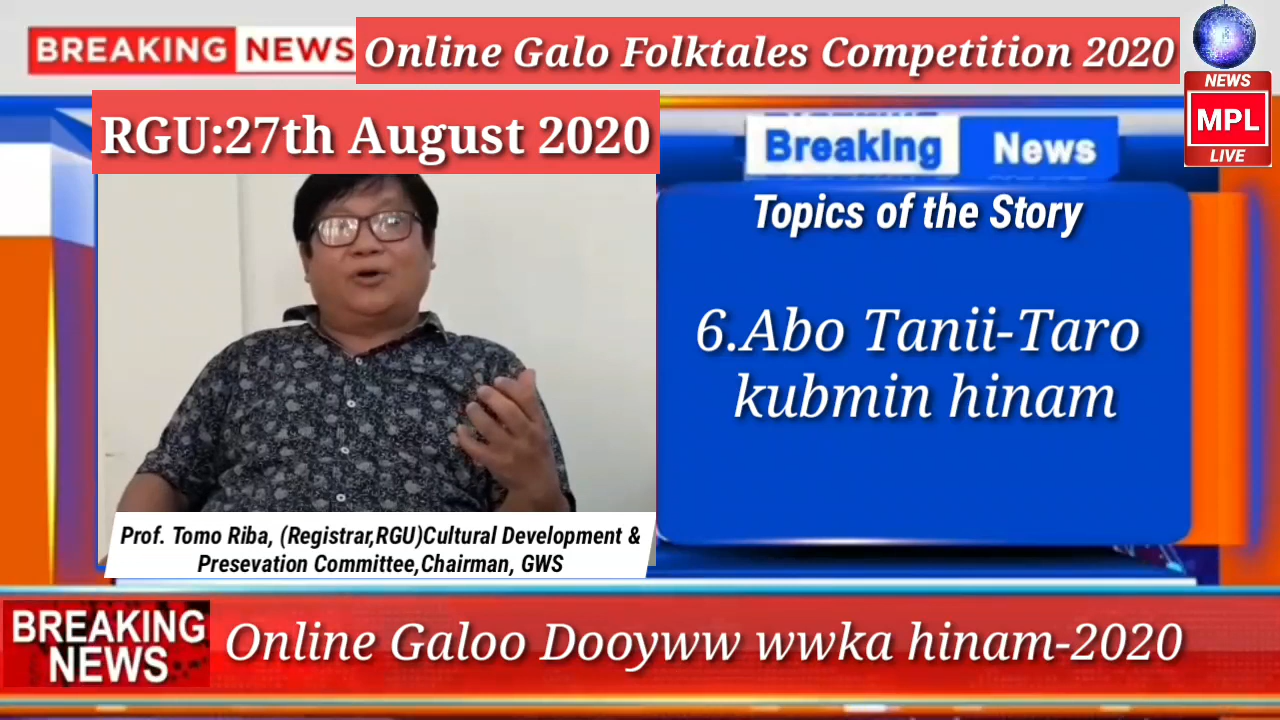 BREAKING NEWS
Online Galo Folktales Competition 2020
NEWS
MPL
LIVE
RGU:27th August 2020
Breaking News
Topics of the Story
6.Abo Tanii-Taro
kubmin hinam
Prof. Tomo Riba, (Registrar,RGU)Cultural Development &
Presevation Committee,Chairman, GWS
BREAKING
NEWS
Online Galoo Dooyww wwka hinam-2020